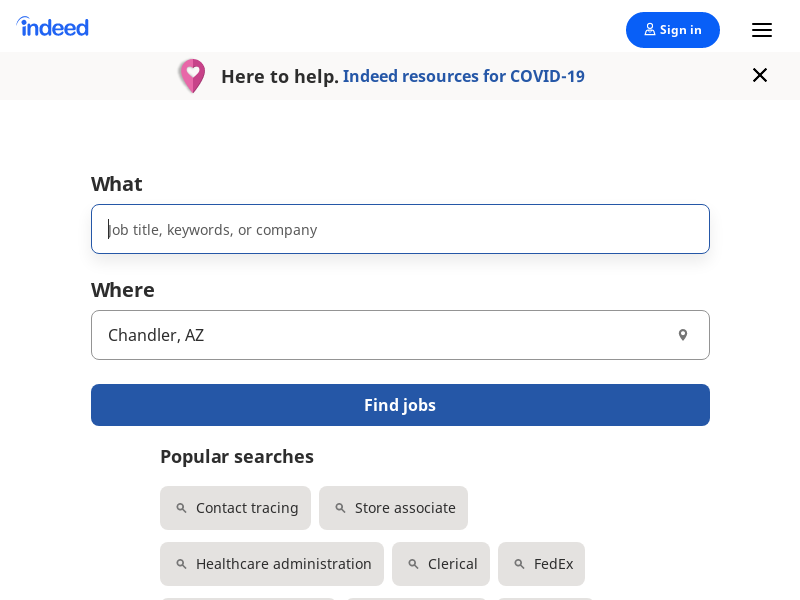 indeed
Sign in
Here to help. Indeed resources for COVID-19
What
Job title, keywords, or company
Where
Chandler, AZ
Find jobs
Popular searches
Contact tracing
Store associate
Healthcare administration
Clerical
FedEx